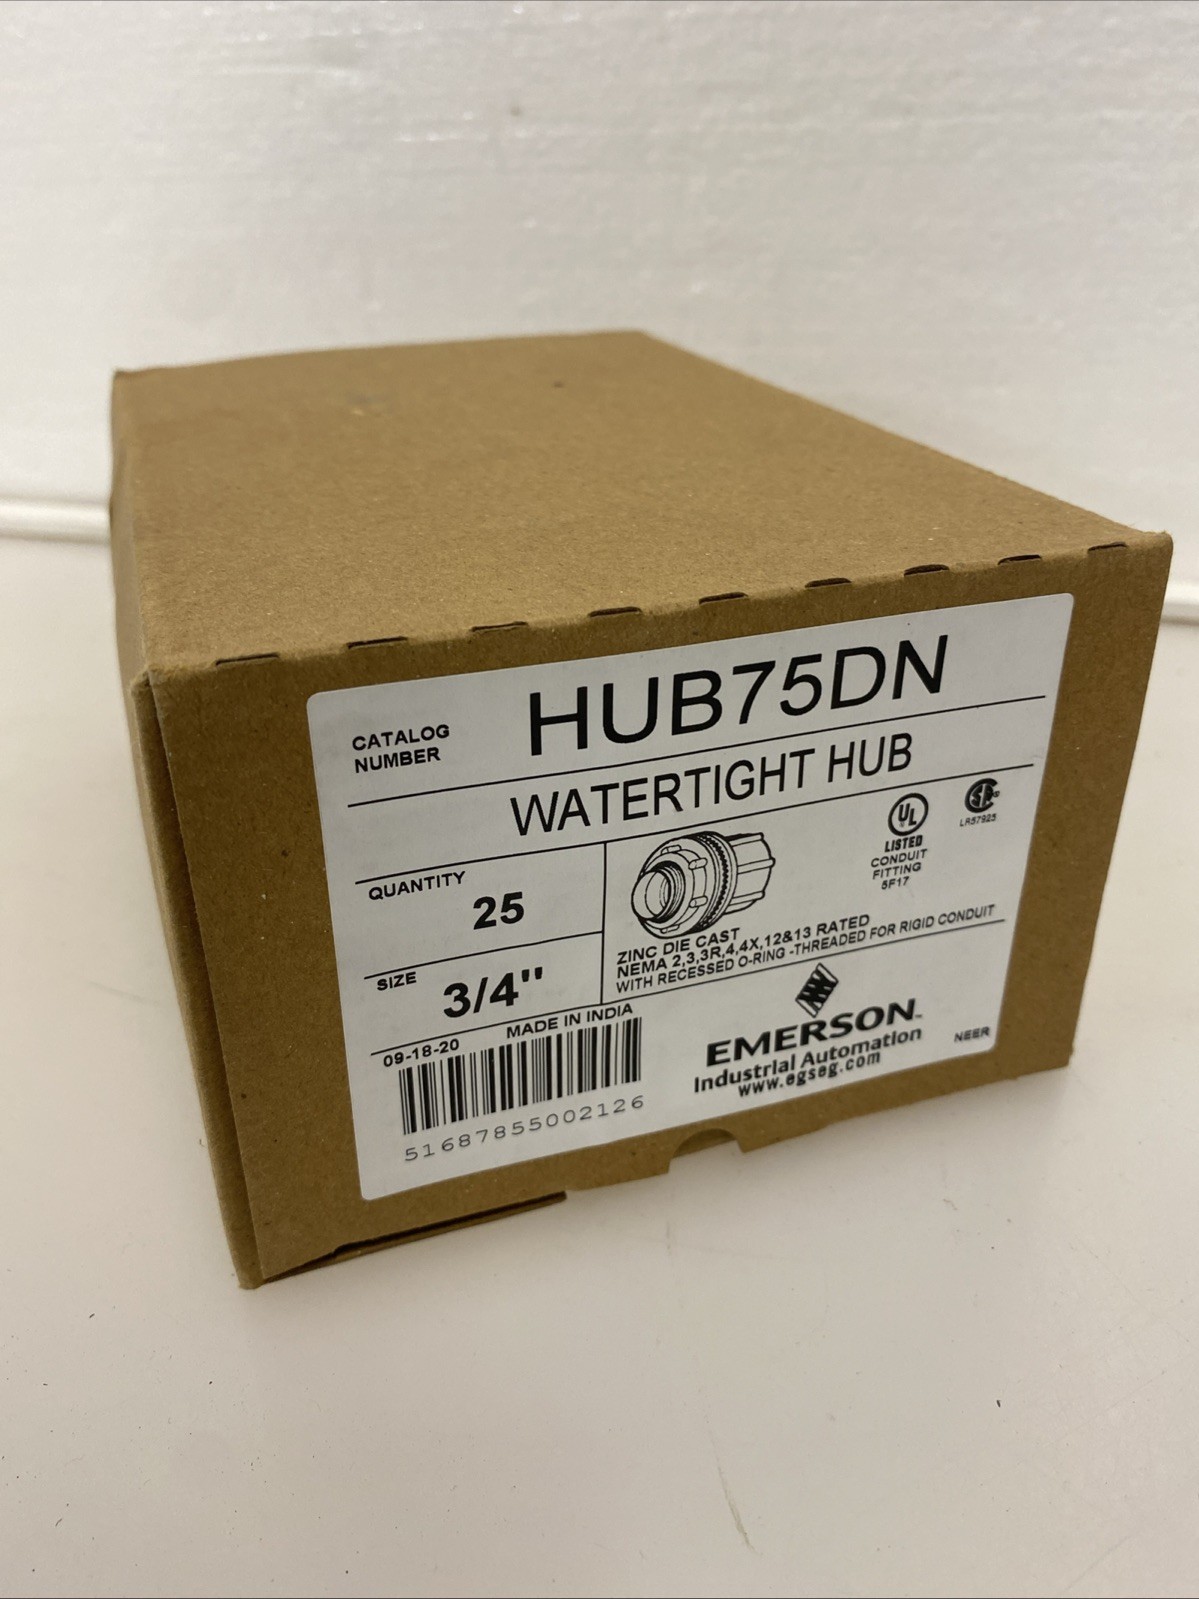 CATALOG
NUMBER
HUB75DN
WATERTIGHT HUB
QUANTITY
25
SIZE
3/4"
UL
LISTED
CONDUIT
FITTING
5F17
LR57925
ZINC DIE CAST
NEMA 2,3,3R,4,4X,12&13 RATED
WITH RECESSED O-RING -THREADED FOR RIGID CONDUIT
09-18-20
MADE IN INDIA
51687855002126
EMERSON™
Industrial Automation
www.egseg.com
NEER